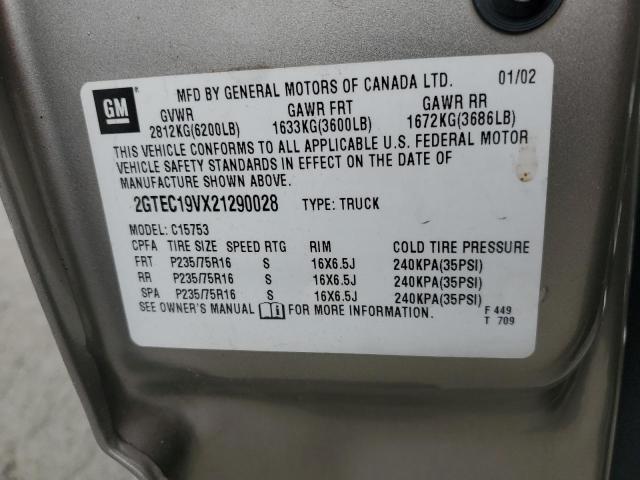 GM
MFD BY GENERAL MOTORS OF CANADA LTD. 01/02
GVWR GAWR FRT GAWR RR
2812KG(6200LB) 1633KG(3600LB) 1672KG(3686LB)
THIS VEHICLE CONFORMS TO ALL APPLICABLE U.S. FEDERAL MOTOR
VEHICLE SAFETY STANDARDS IN EFFECT ON THE DATE OF
MANUFACTURE SHOWN ABOVE.
2GTEC19VX21290028 TYPE: TRUCK
MODEL: C15753
CPFA TIRE SIZE SPEED RTG RIM COLD TIRE PRESSURE
FRT P235/75R16 S 16X6.5J 240KPA(35PSI)
RR P235/75R16 S 16X6.5J 240KPA(35PSI)
SPA P235/75R16 S 16X6.5J 240KPA(35PSI)
SEE OWNER'S MANUAL FOR MORE INFORMATION. F 449
T 709